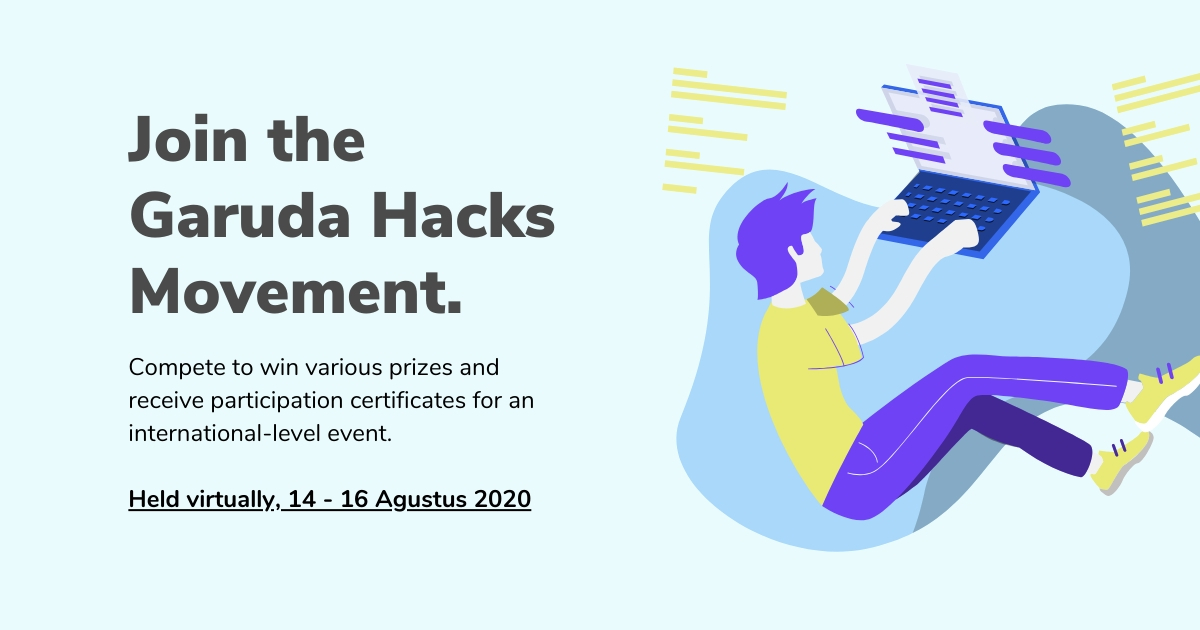 Join the
Garuda Hacks
Movement.
Compete to win various prizes and
receive participation certificates for an
international-level event.
Held virtually, 14 - 16 Agustus 2020